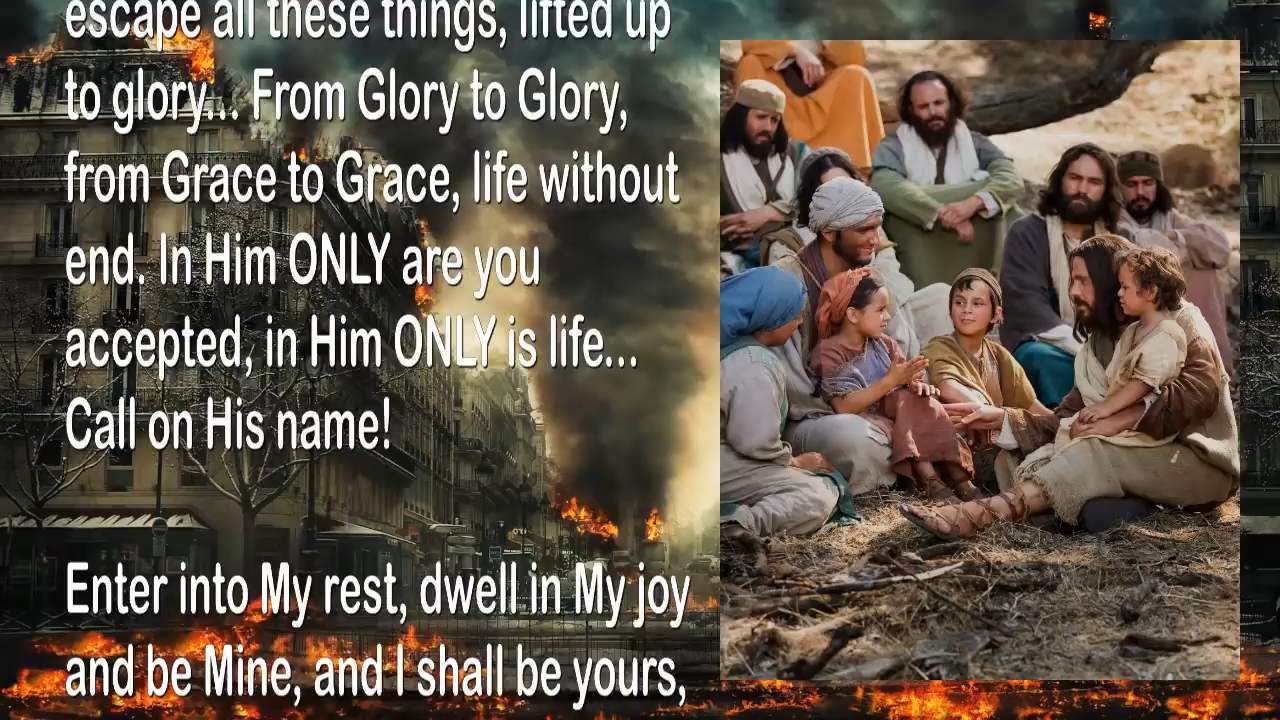 escape all these things, lifted up
to glory... From Glory to Glory,
from Grace to Grace, life without
end. In Him ONLY are you
accepted, in Him ONLY is life...
Call on His name!
Enter into My rest, dwell in My joy
and be Mine, and I shall be yours,